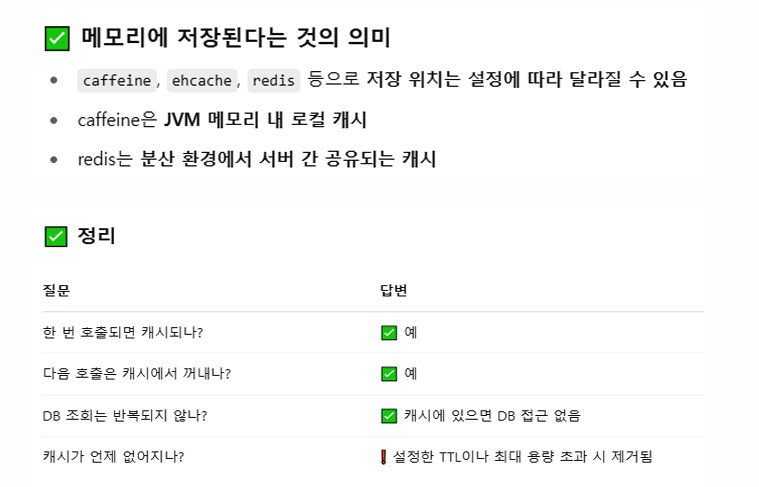 ✅ 메모리에 저장된다는 것의 의미
• caffeine, ehcache, redis 등으로 저장 위치는 설정에 따라 달라질 수 있음
• caffeine은 JVM 메모리 내 로컬 캐시
• redis는 분산 환경에서 서버 간 공유되는 캐시
✅ 정리
질문 답변
한 번 호출되면 캐시되나? ✅ 예
다음 호출은 캐시에서 꺼내나? ✅ 예
DB 조회는 반복되지 않나? ✅ 캐시에 있으면 DB 접근 없음
캐시가 언제 없어지나? ❗ 설정한 TTL이나 최대 용량 초과 시 제거됨